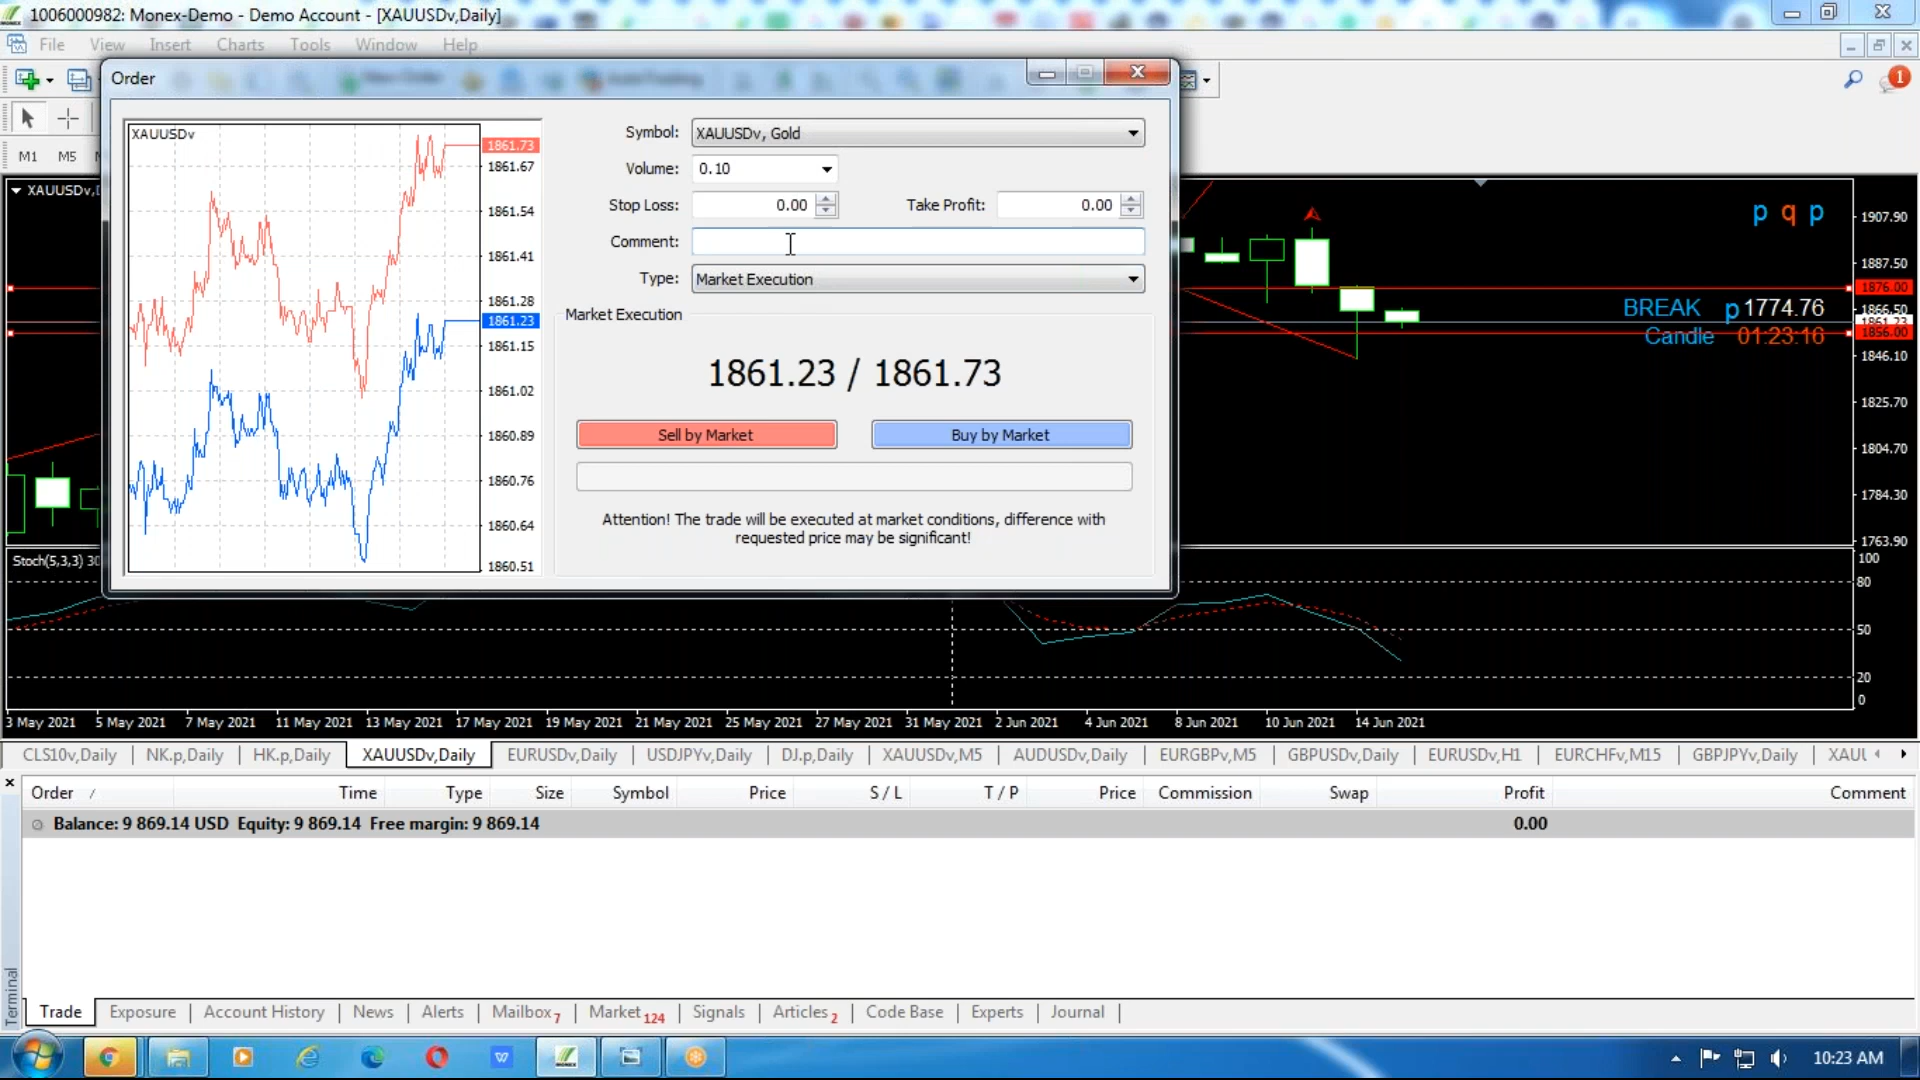 1006000982: Monex-Demo - Demo Account - [XAUUSDv,Daily]
File View Insert Charts Tools Window Help
Order
1
M1 M5
XAUUSDv
1861.73
1861.67
1861.54
1861.41
1861.28
1861.23
1861.15
1861.02
1860.89
1860.76
1860.64
1860.51
Symbol: XAUUSDv, Gold
Volume: 0.10
Stop Loss: 0.00 Take Profit: 0.00
Comment:
Type: Market Execution
Market Execution
1861.23 / 1861.73
Sell by Market Buy by Market
Attention! The trade will be executed at market conditions, difference with
requested price may be significant!
XAUUSDv,
p q p
BREAK p 1774.76
Candle 01:23:16
1907.90
1887.50
1876.00
1866.50
1861.23
1856.00
1846.10
1825.70
1804.70
1784.30
1763.90
Stoch(5,3,3)
100
80
50
20
0
3 May 2021 5 May 2021 7 May 2021 11 May 2021 13 May 2021 17 May 2021 19 May 2021 21 May 2021 25 May 2021 27 May 2021 31 May 2021 2 Jun 2021 4 Jun 2021 8 Jun 2021 10 Jun 2021 14 Jun 2021
CLS10v,Daily NK.p,Daily HK.p,Daily XAUUSDv,Daily EURUSDv,Daily USDJPYv,Daily DJ.p,Daily XAUUSDv,M5 AUDUSDv,Daily EURGBPv,M5 GBPUSDv,Daily EURUSDv,H1 EURCHFv,M15 GBPJPYv,Daily XAUU
Order / Time Type Size Symbol Price S / L T / P Price Commission Swap Profit Comment
Balance: 9 869.14 USD Equity: 9 869.14 Free margin: 9 869.14 0.00
Terminal
Trade Exposure Account History News Alerts Mailbox 7 Market 124 Signals Articles 2 Code Base Experts Journal
10:23 AM